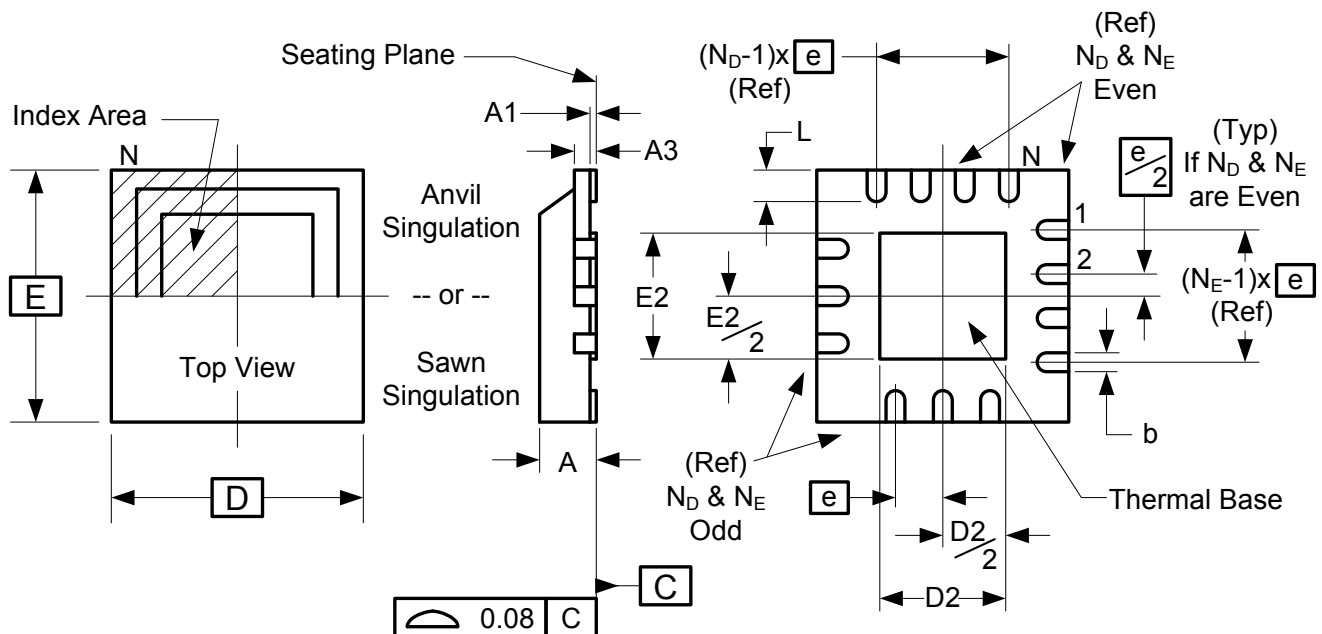 Seating Plane
Index Area
N
E
Top View
D
A1
A3
Anvil
Singulation
-- or --
Sawn
Singulation
A
0.08 C
C
(N_D-1)x e
(Ref)
L
(Ref)
N_D & N_E
Even
N
e/2
(Typ)
If N_D & N_E
are Even
1
2
(N_E-1)x e
(Ref)
E2
E2/2
b
(Ref)
N_D & N_E
Odd
e
Thermal Base
D2/2
D2